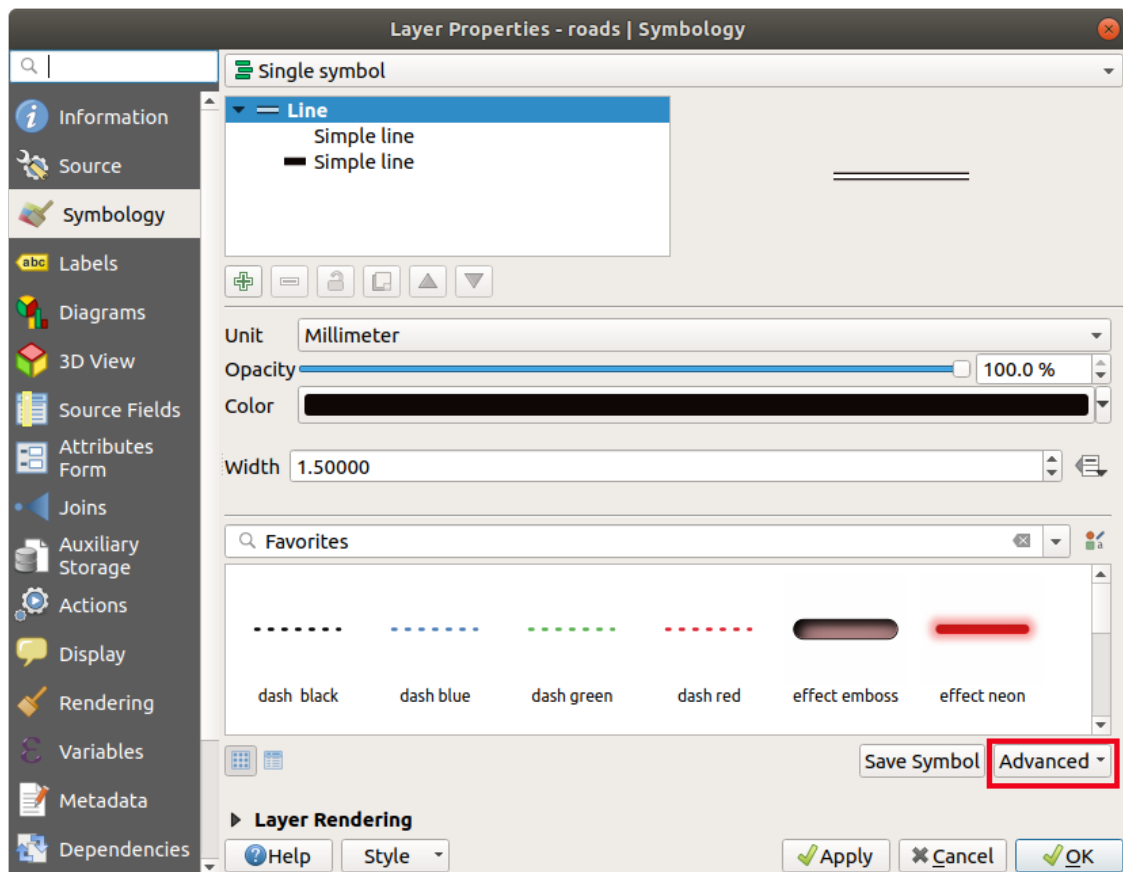 Layer Properties - roads | Symbology
Information
Source
Symbology
abc Labels
Diagrams
3D View
Source Fields
Attributes
Form
Joins
Auxiliary
Storage
Actions
Display
Rendering
Variables
Metadata
Dependencies
Single symbol
Line
Simple line
Simple line
Unit Millimeter
Opacity 100.0 %
Color
Width 1.50000
Favorites
dash black dash blue dash green dash red effect emboss effect neon
Save Symbol Advanced
Layer Rendering
Help Style Apply Cancel OK